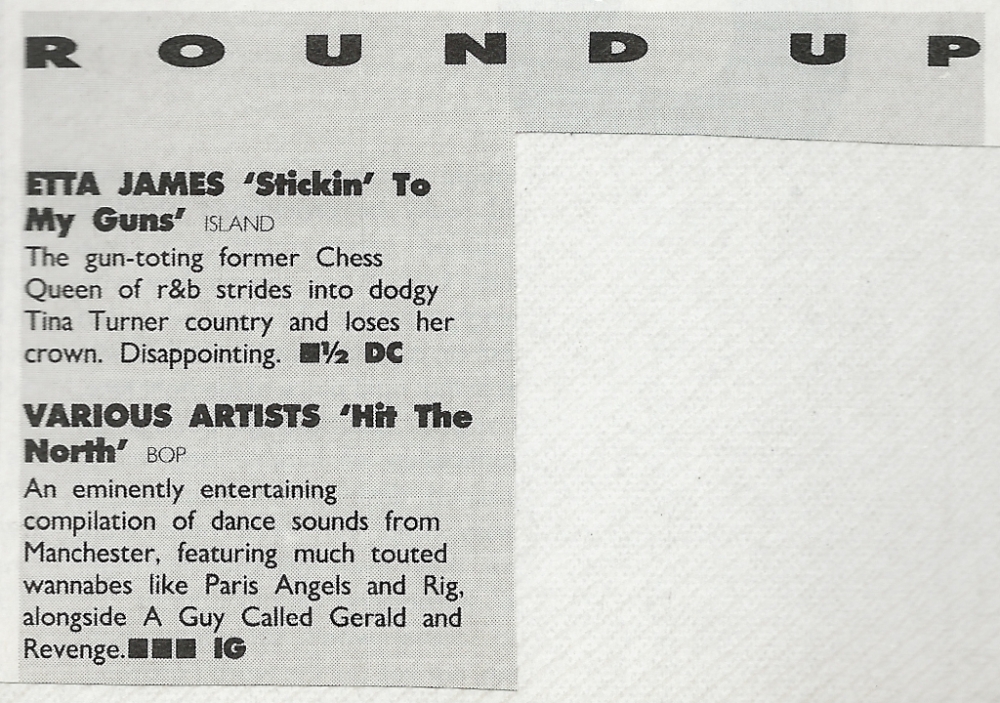 ROUND UP
ETTA JAMES 'Stickin' To
My Guns' ISLAND
The gun-toting former Chess
Queen of r&b strides into dodgy
Tina Turner country and loses her
crown. Disappointing. ■½ DC
VARIOUS ARTISTS 'Hit The
North' BOP
An eminently entertaining
compilation of dance sounds from
Manchester, featuring much touted
wannabes like Paris Angels and Rig,
alongside A Guy Called Gerald and
Revenge.■■■ IG